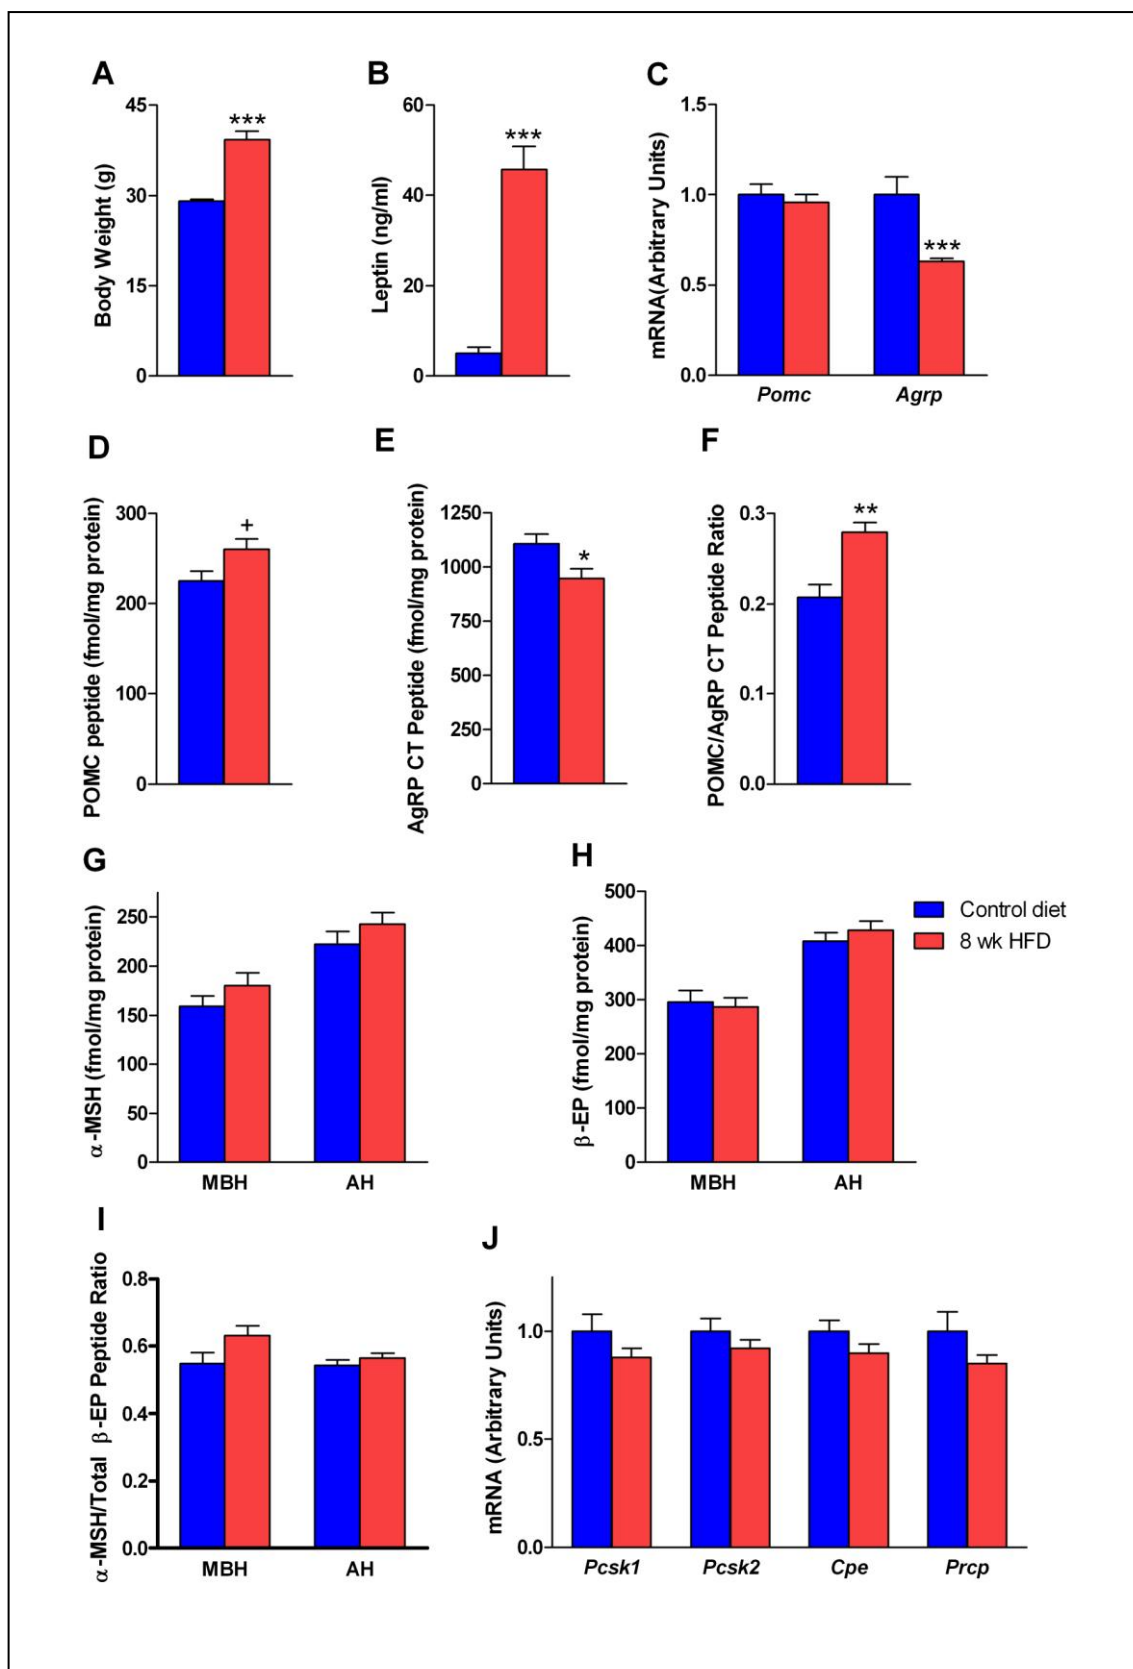 A
Body Weight (g)
45
30
15
0
***
B
Leptin (ng/ml)
60
40
20
0
***
C
mRNA(Arbitrary Units)
1.5
1.0
0.5
0.0
***
Pomc
Agrp
D
POMC peptide (fmol/mg protein)
300
200
100
0
+
E
AgRP CT Peptide (fmol/mg protein)
1250
1000
750
500
250
0
*
F
POMC/AgRP CT Peptide Ratio
0.3
0.2
0.1
0.0
**
G
α-MSH (fmol/mg protein)
250
200
150
100
50
0
MBH
AH
H
β-EP (fmol/mg protein)
500
400
300
200
100
0
MBH
AH
Control diet
8 wk HFD
I
α-MSH/Total β-EP Peptide Ratio
0.8
0.6
0.4
0.2
0.0
MBH
AH
J
mRNA (Arbitrary Units)
1.0
0.5
0.0
Pcsk1
Pcsk2
Cpe
Prcp